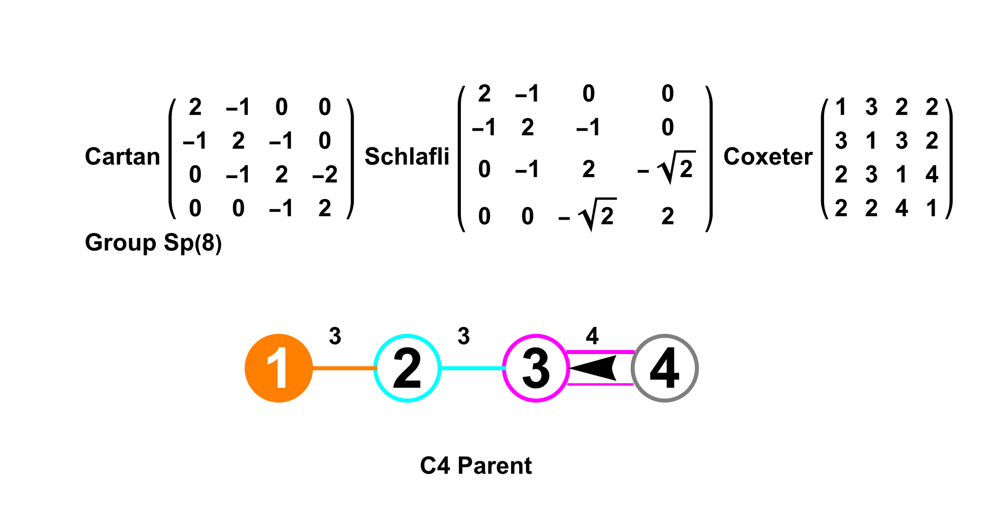 Cartan
2 −1 0 0
−1 2 −1 0
0 −1 2 −2
0 0 −1 2
Schlafli
2 −1 0 0
−1 2 −1 0
0 −1 2 −√2
0 0 −√2 2
Coxeter
1 3 2 2
3 1 3 2
2 3 1 4
2 2 4 1
Group Sp(8)
3 3 4
1 2 3 4
C4 Parent